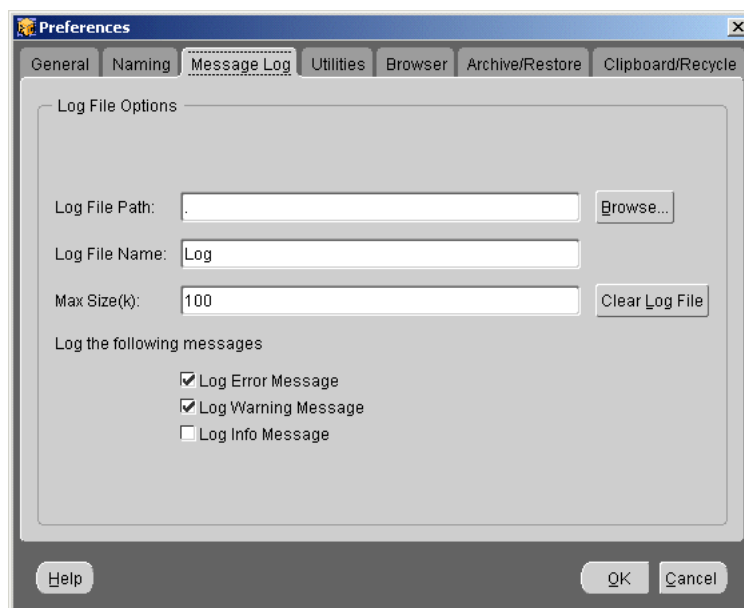 Preferences
General Naming Message Log Utilities Browser Archive/Restore Clipboard/Recycle
Log File Options
Log File Path: . Browse...
Log File Name: Log
Max Size(k): 100 Clear Log File
Log the following messages
Log Error Message
Log Warning Message
Log Info Message
Help OK Cancel